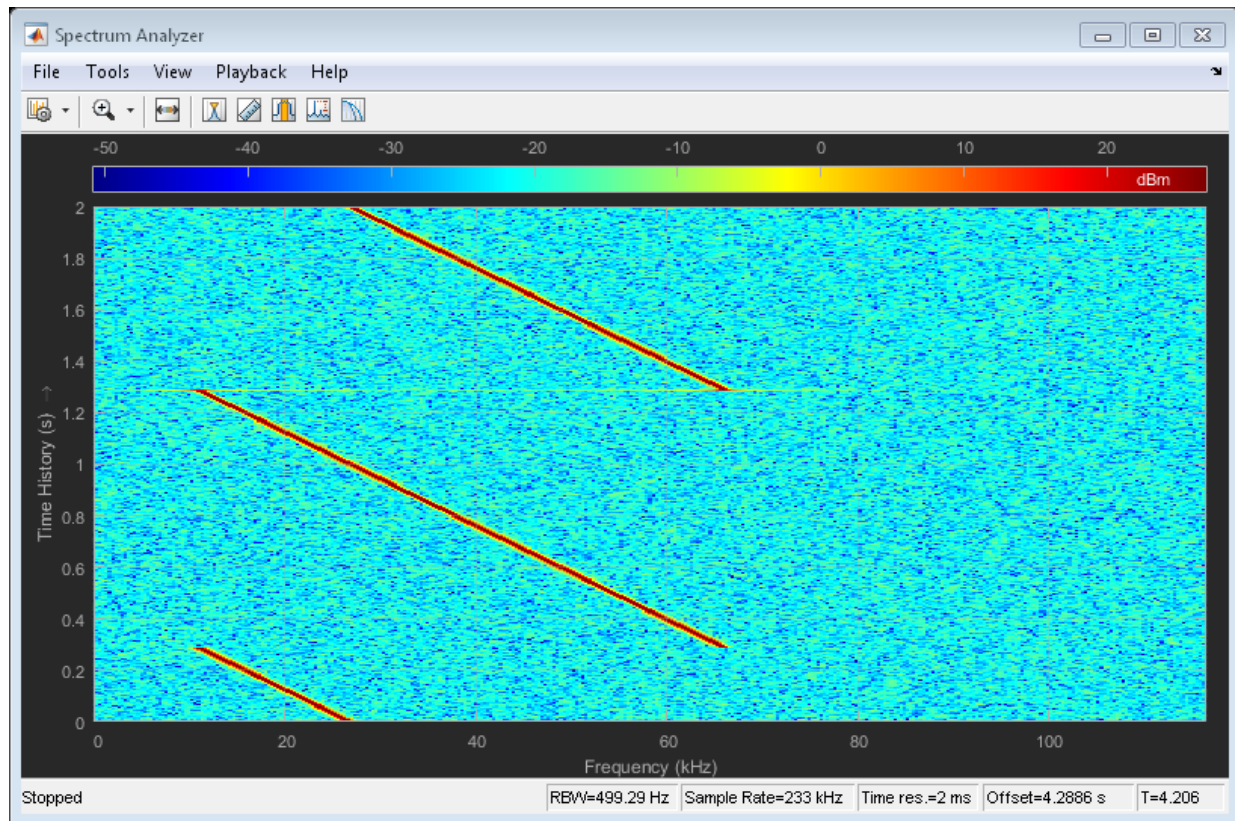 Spectrum Analyzer
File Tools View Playback Help
-50 -40 -30 -20 -10 0 10 20
dBm
2
1.8
1.6
1.4
1.2
1
0.8
0.6
0.4
0.2
0
Time History (s) →
0 20 40 60 80 100
Frequency (kHz)
Stopped RBW=499.29 Hz Sample Rate=233 kHz Time res.=2 ms Offset=4.2886 s T=4.206